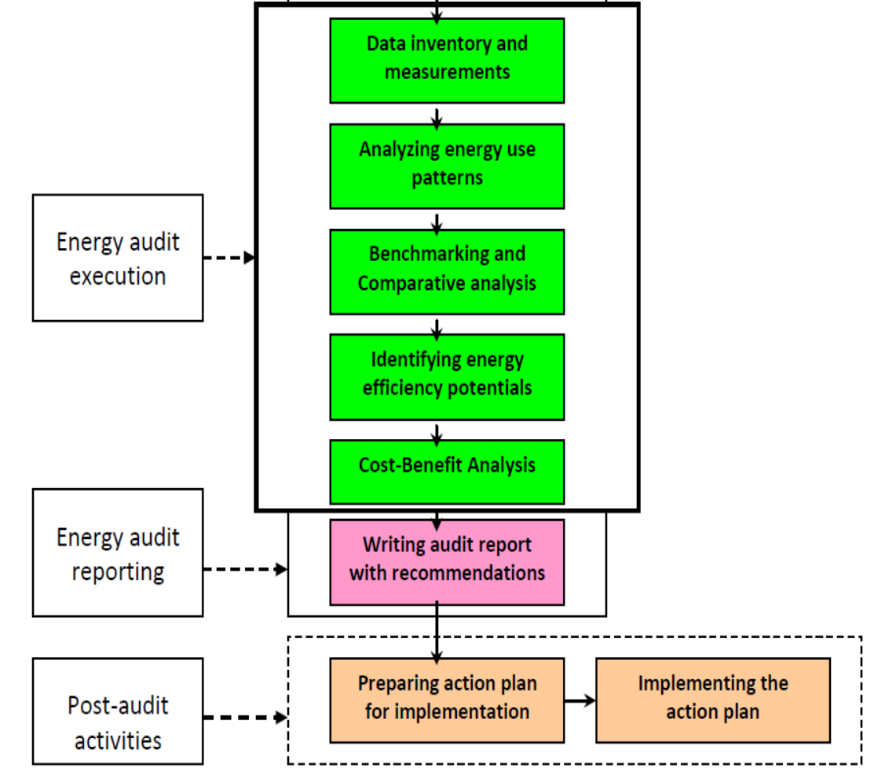 Data inventory and
measurements
Analyzing energy use
patterns
Energy audit
execution
Benchmarking and
Comparative analysis
Identifying energy
efficiency potentials
Cost-Benefit Analysis
Energy audit
reporting
Writing audit report
with recommendations
Post-audit
activities
Preparing action plan
for implementation
Implementing the
action plan